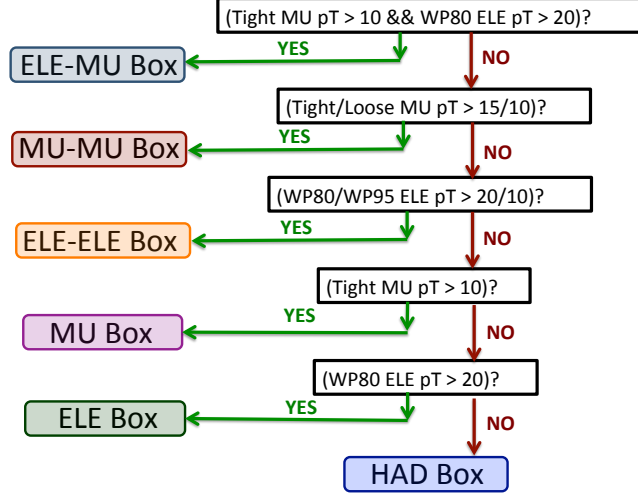 (Tight MU pT > 10 && WP80 ELE pT > 20)?
YES
NO
ELE-MU Box
(Tight/Loose MU pT > 15/10)?
YES
NO
MU-MU Box
(WP80/WP95 ELE pT > 20/10)?
YES
NO
ELE-ELE Box
(Tight MU pT > 10)?
YES
NO
MU Box
(WP80 ELE pT > 20)?
YES
NO
ELE Box
HAD Box